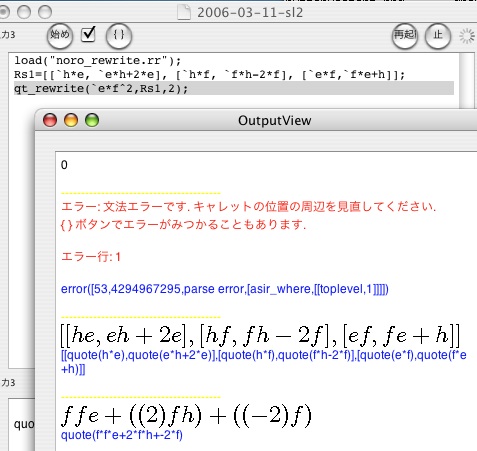 2006-03-11-sl2
力3
始め
{ }
再起
止
load("noro_rewrite.rr");
Rs1=[[`h*e, `e*h+2*e], [`h*f, `f*h-2*f], [`e*f,`f*e+h]];
qt_rewrite(`e*f^2,Rs1,2);
OutputView
0
エラー: 文法エラーです. キャレットの位置の周辺を見直してください.
{ } ボタンでエラーがみつかることもあります.
エラー行: 1
error([53,4294967295,parse error,[asir_where,[[toplevel,1]]]])
[[he, eh + 2e], [hf, fh − 2f], [ef, fe + h]]
[[quote(h*e),quote(e*h+2*e)],[quote(h*f),quote(f*h-2*f)],[quote(e*f),quote(f*e
+h)]]
力3
ffe + ((2)fh) + ((−2)f)
quo
quote(f*f*e+2*f*h+-2*f)